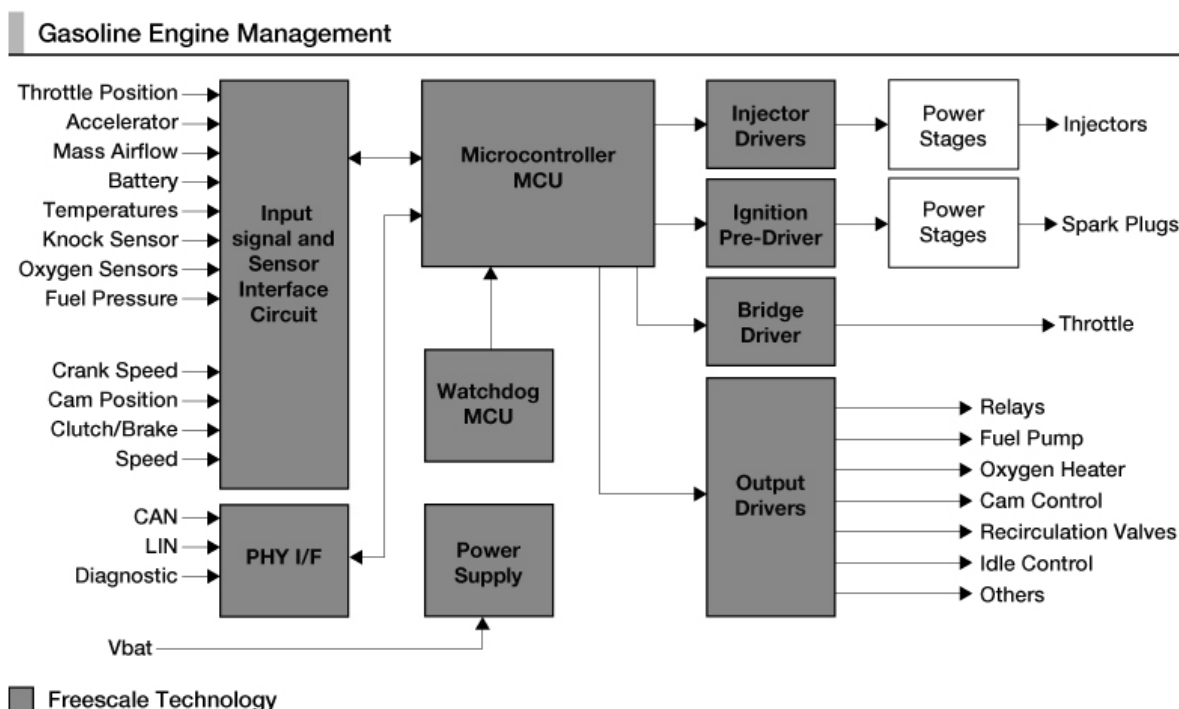 Gasoline Engine Management
Throttle Position
Accelerator
Mass Airflow
Battery
Temperatures
Knock Sensor
Oxygen Sensors
Fuel Pressure
Crank Speed
Cam Position
Clutch/Brake
Speed
CAN
LIN
Diagnostic
Vbat
Input
signal and
Sensor
Interface
Circuit
PHY I/F
Microcontroller
MCU
Watchdog
MCU
Power
Supply
Injector
Drivers
Power
Stages
Injectors
Ignition
Pre-Driver
Power
Stages
Spark Plugs
Bridge
Driver
Throttle
Output
Drivers
Relays
Fuel Pump
Oxygen Heater
Cam Control
Recirculation Valves
Idle Control
Others
Freescale Technology